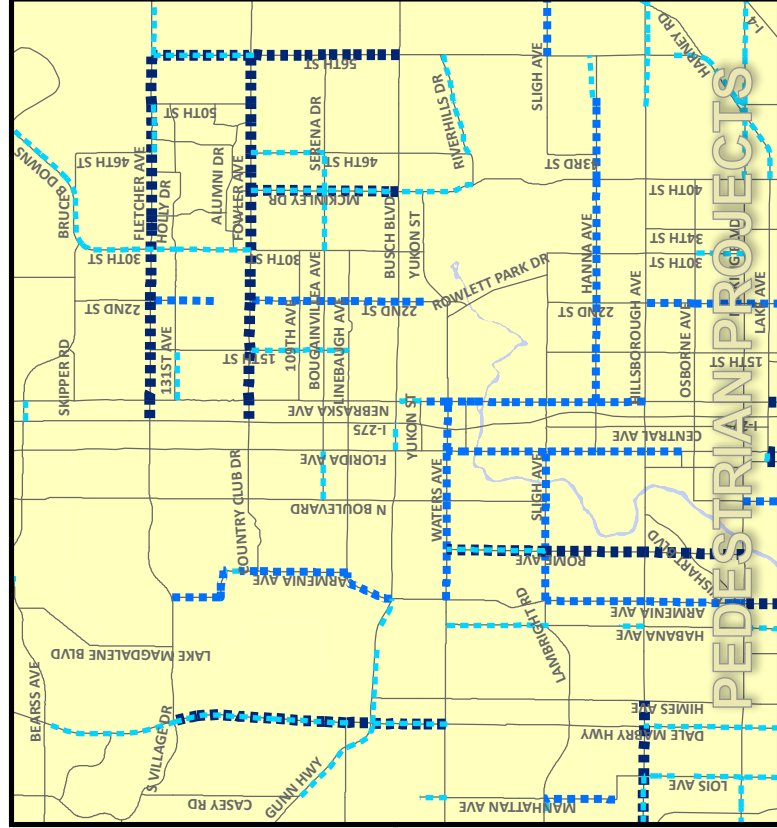 PEDESTRIAN PROJECTS
I-4
HARNEY RD
56TH ST
SLIGH AVE
50TH ST
SERENA DR
RIVERHILLS DR
46TH ST
46TH ST
43RD ST
BRUCE B DOWNS
FLETCHER AVE
HOLLY DR
ALUMNI DR
FOWLER AVE
MCKINLEY DR
40TH ST
34TH ST
30TH ST
30TH ST
30TH ST
BUSCH BLVD
YUKON ST
HANNA AVE
ROWLETT PARK DR
22ND ST
22ND ST
22ND ST
LAKE AVE
SKIPPER RD
131ST AVE
15TH ST
109TH AVE
BOUGAINVILLEA AVE
LINEBAUGH AVE
HILLSBOROUGH AVE
OSBORNE AVE
15TH ST
NEBRASKA AVE
I-275
YUKON ST
CENTRAL AVE
FLORIDA AVE
COUNTRY CLUB DR
WATERS AVE
SLIGH AVE
N BOULEVARD
ROME AVE
ARMENIA AVE
ARMENIA AVE
LAMBRIGHT RD
HABANA AVE
LAKE MAGDALENE BLVD
BEARSS AVE
HIMES AVE
DALE MABRY HWY
S VILLAGE DR
GUNN HWY
CASEY RD
LOIS AVE
MANHATTAN AVE